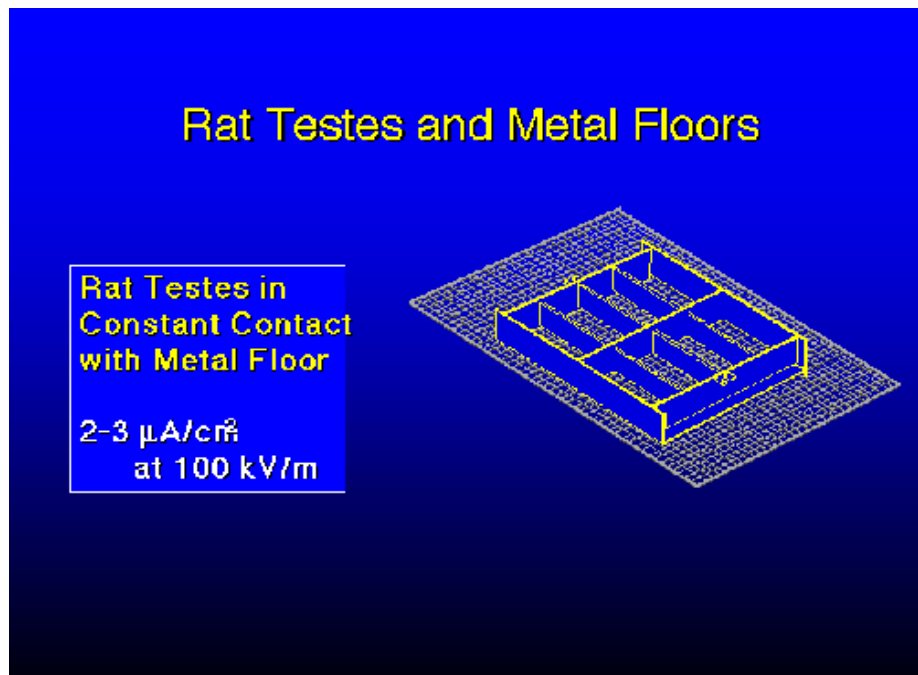 Rat Testes and Metal Floors
Rat Testes in
Constant Contact
with Metal Floor
2-3 µA/cm²
at 100 kV/m